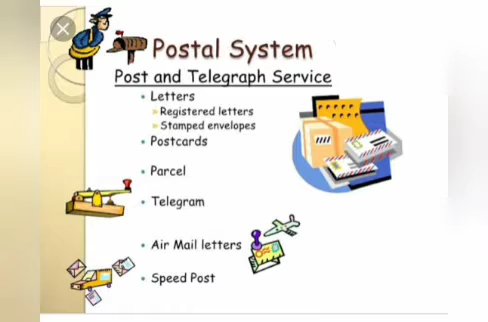 Postal System
Post and Telegraph Service
Letters
Registered letters
Stamped envelopes
Postcards
Parcel
Telegram
Air Mail letters
Speed Post